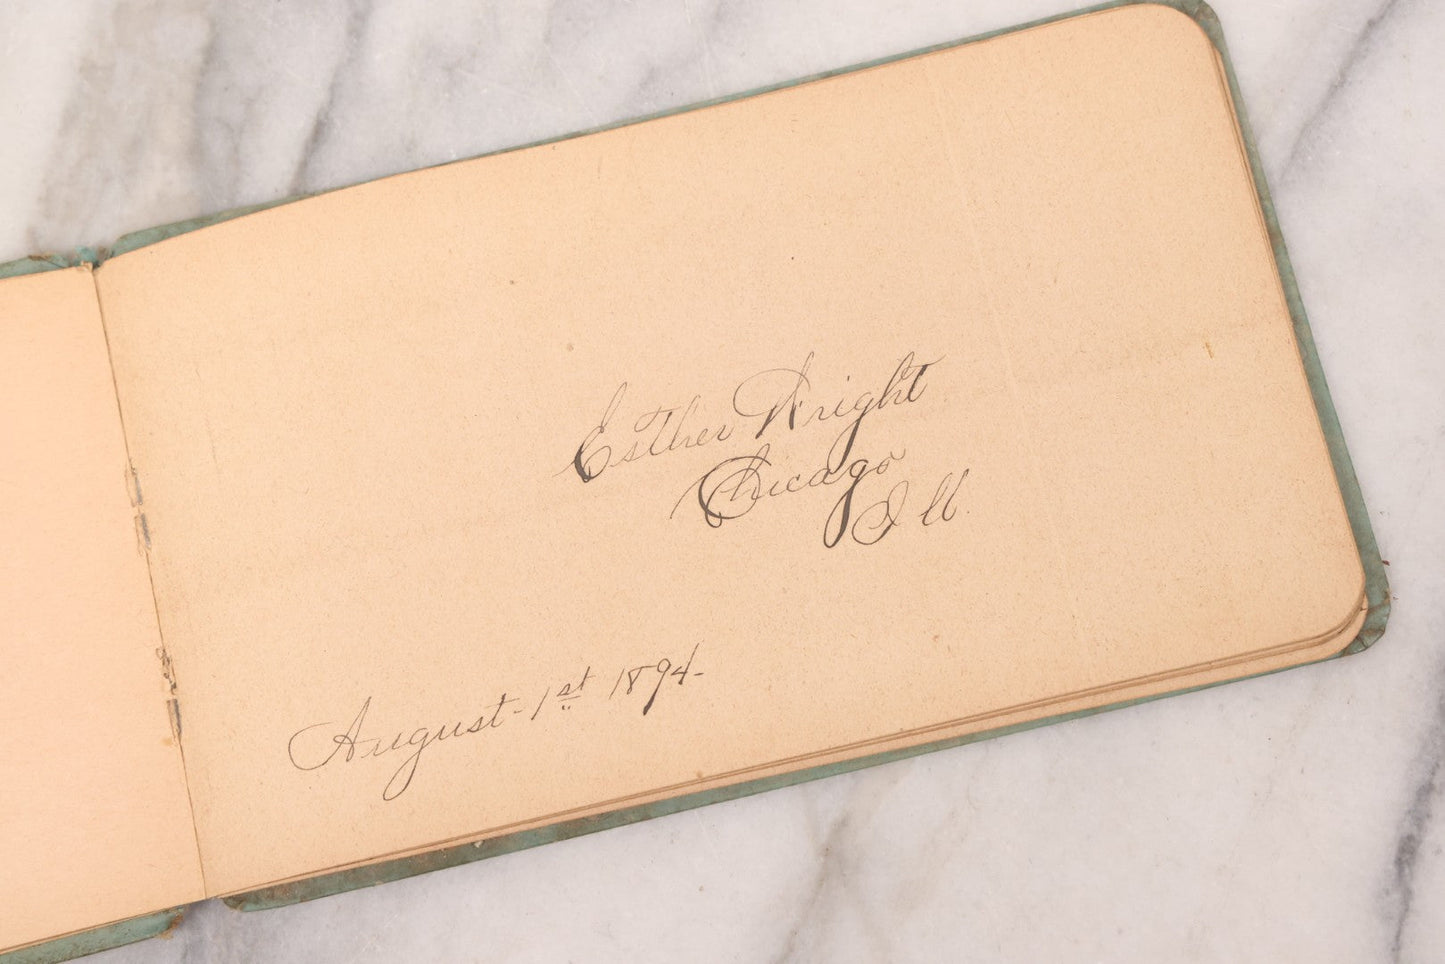 Esther Wright
Chicago
Ill.
August-1st 1894-